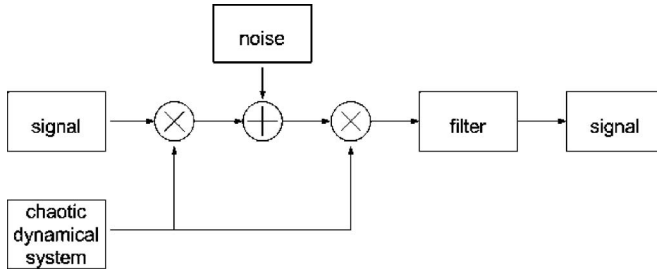 noise
signal
filter
signal
chaotic
dynamical
system